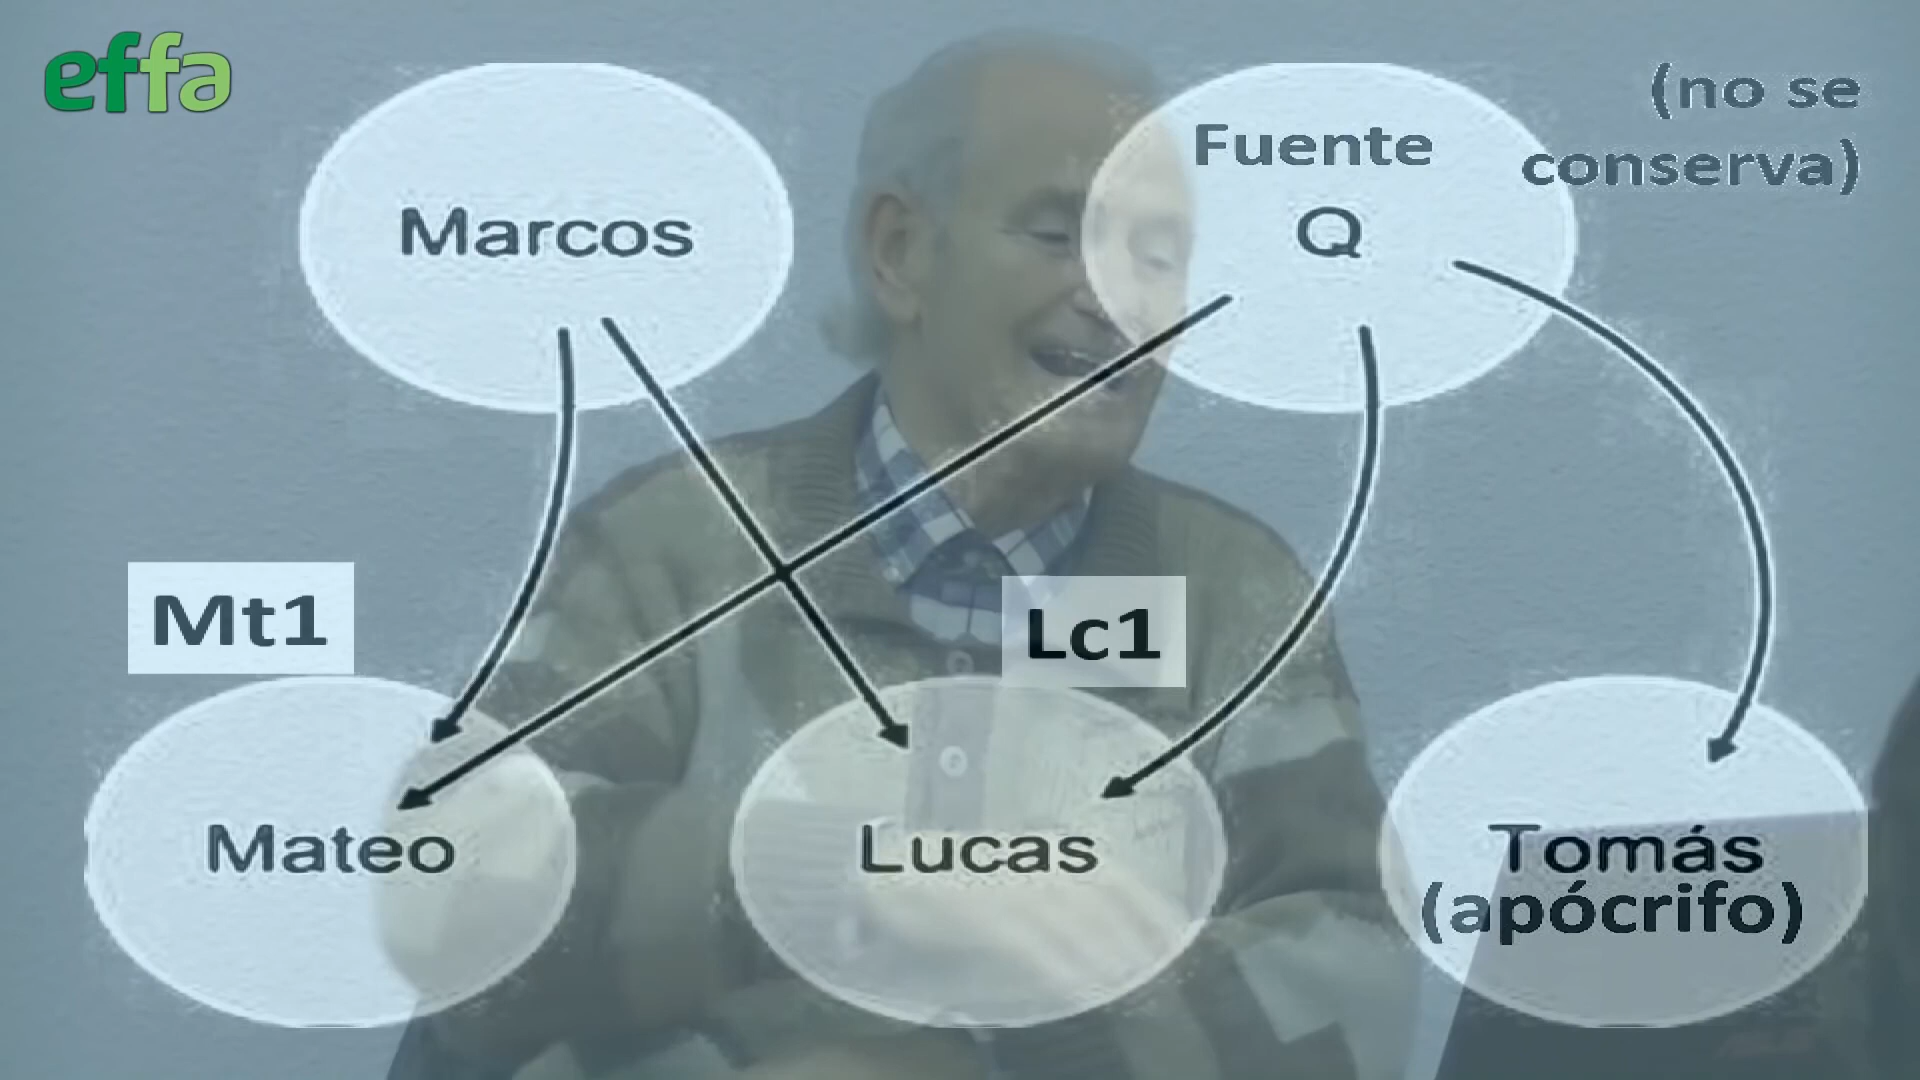 effa
Marcos
Fuente
Q
(no se
conserva)
Mt1
Lc1
Mateo
Lucas
Tomás
(apócrifo)